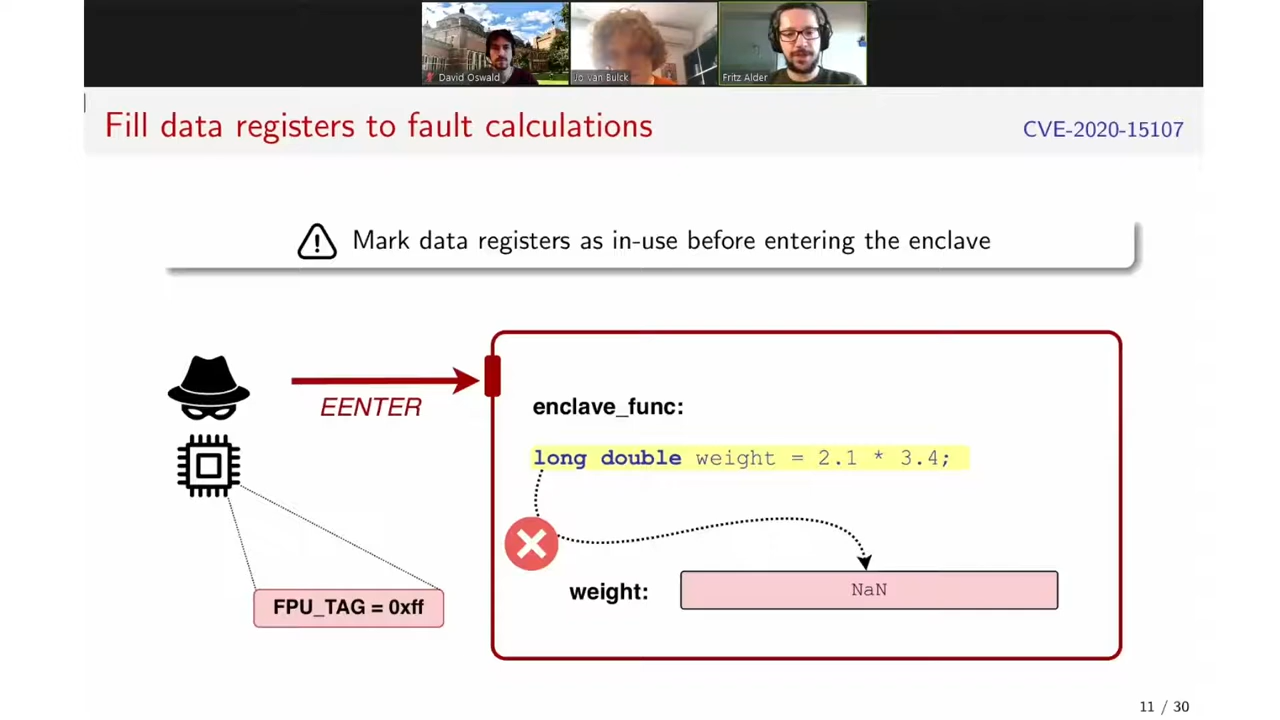 David Oswald
Jo Van Bulck
Fritz Alder
Fill data registers to fault calculations
CVE-2020-15107
Mark data registers as in-use before entering the enclave
EENTER
enclave_func:
long double weight = 2.1 * 3.4;
NaN
weight:
FPU_TAG = 0xff
11 / 30